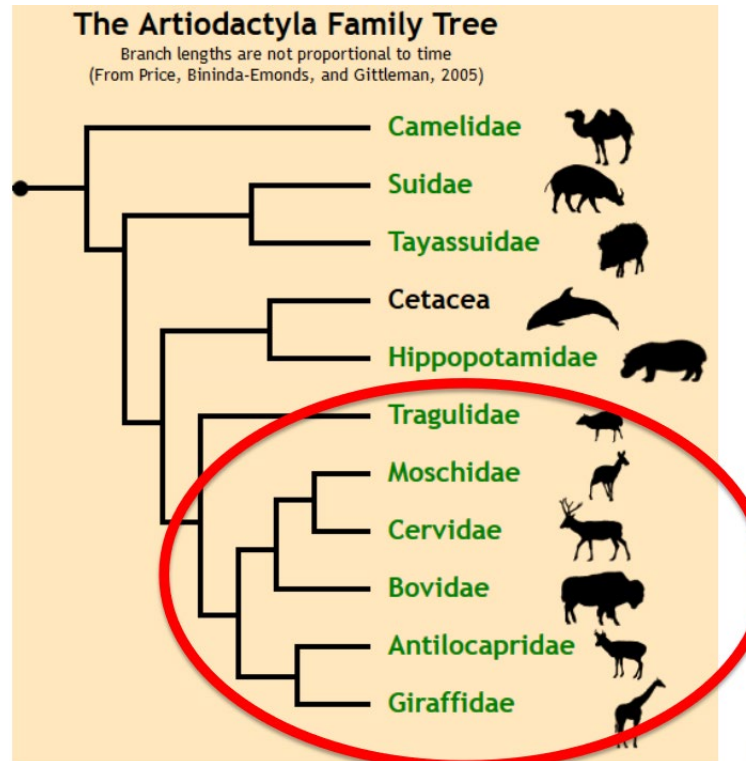 The Artiodactyla Family Tree
Branch lengths are not proportional to time
(From Price, Bininda-Emonds, and Gittleman, 2005)
Camelidae
Suidae
Tayassuidae
Cetacea
Hippopotamidae
Tragulidae
Moschidae
Cervidae
Bovidae
Antilocapridae
Giraffidae